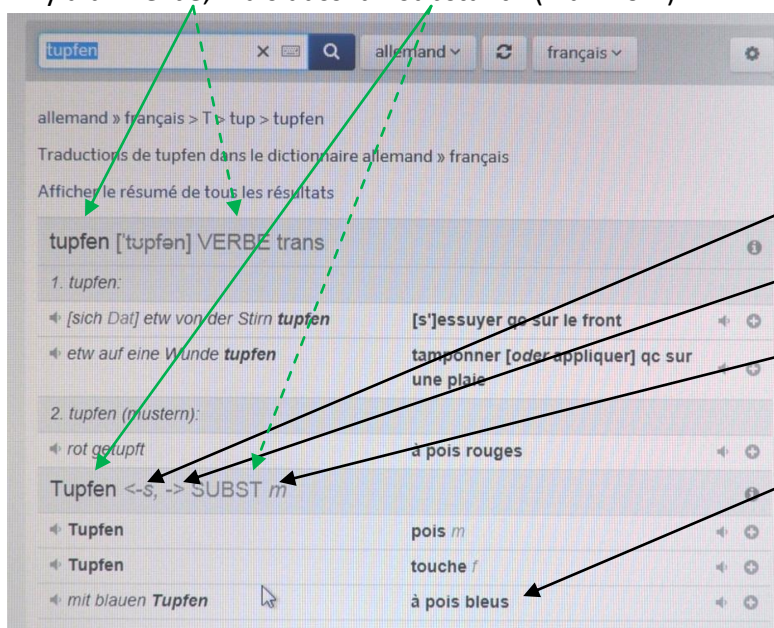 tupfen allemand français
allemand » français > T > tup > tupfen
Traductions de tupfen dans le dictionnaire allemand » français
Afficher le résumé de tous les résultats
tupfen ['tʊpfən] VERBE trans
1. tupfen:
[sich Dat] etw von der Stirn tupfen [s']essuyer qc sur le front
etw auf eine Wunde tupfen tamponner [oder appliquer] qc sur
une plaie
2. tupfen (mustern):
rot getupft à pois rouges
Tupfen <-s, -> SUBST m
Tupfen pois m
Tupfen touche f
mit blauen Tupfen à pois bleus